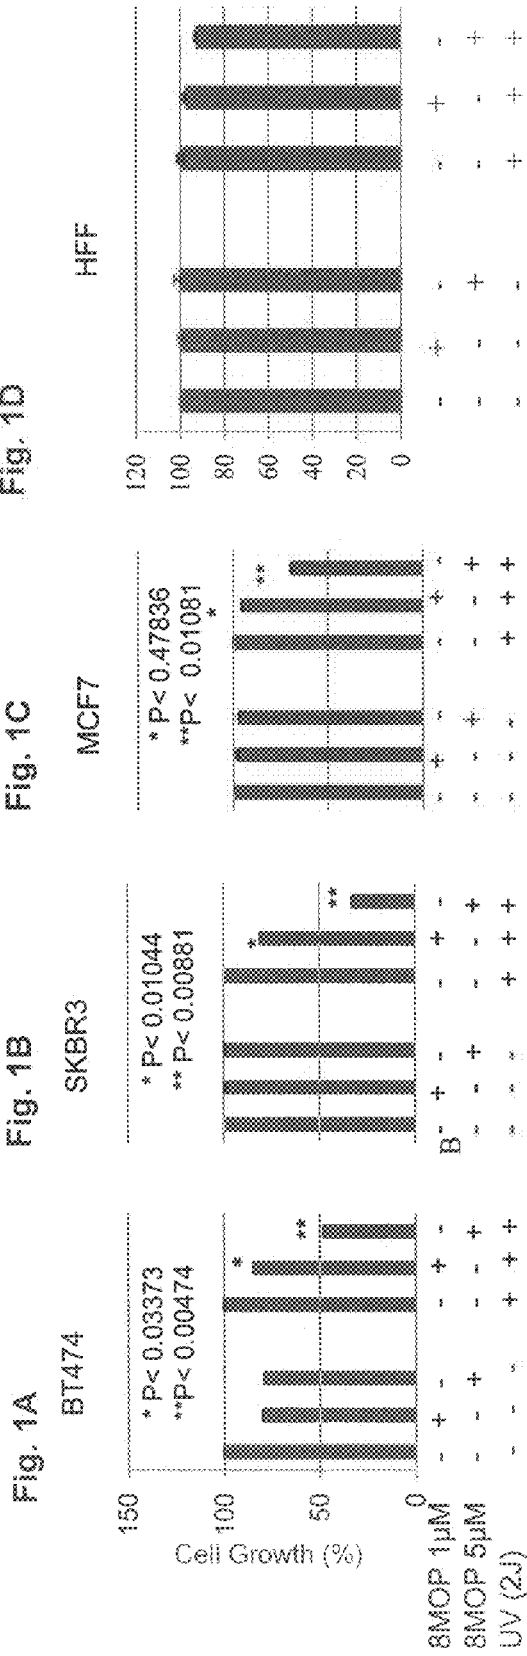 Fig. 1A
BT474
* P< 0.03373
**P< 0.00474
150
100
50
0
Cell Growth (%)
*
**
8MOP 1µM - + - - + -
8MOP 5µM - - + - - +
UV (2J) - - - + + +
Fig. 1B
SKBR3
* P< 0.01044
** P< 0.00881
*
**
B
- + - - + -
- - + - - +
- - - + + +
Fig. 1C
MCF7
* P< 0.47836
**P< 0.01081
*
**
- + - - + -
- - + - - +
- - - + + +
Fig. 1D
HFF
120
100
80
60
40
20
0
- + - - + -
- - + - - +
- - - + + +